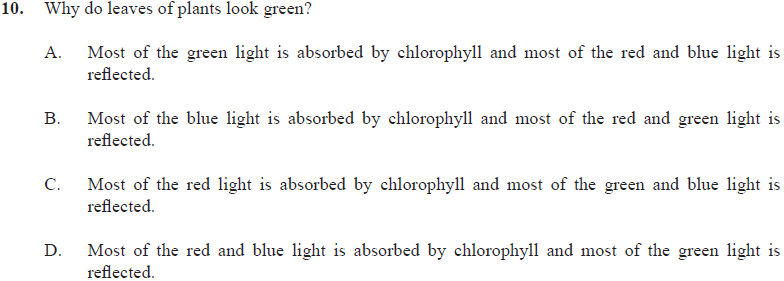 10. Why do leaves of plants look green?
A. Most of the green light is absorbed by chlorophyll and most of the red and blue light is
reflected.
B. Most of the blue light is absorbed by chlorophyll and most of the red and green light is
reflected.
C. Most of the red light is absorbed by chlorophyll and most of the green and blue light is
reflected.
D. Most of the red and blue light is absorbed by chlorophyll and most of the green light is
reflected.